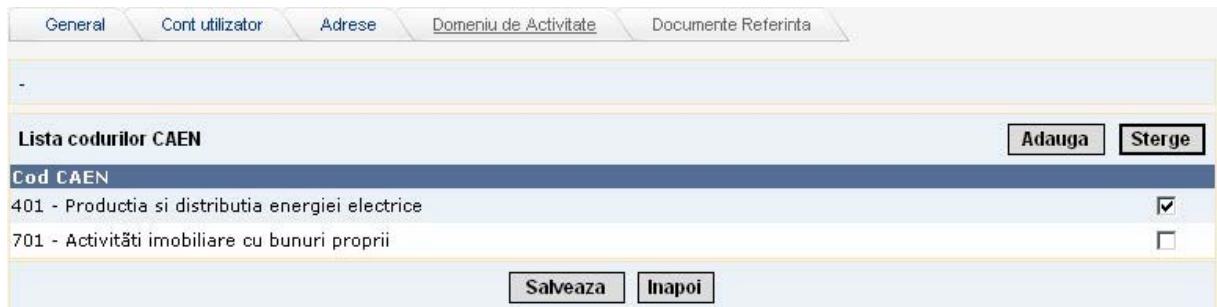 General Cont utilizator Adrese Domeniu de Activitate Documente Referinta
-
Lista codurilor CAEN Adauga Sterge
Cod CAEN
401 - Productia si distributia energiei electrice
701 - Activităti imobiliare cu bunuri proprii
Salveaza Inapoi